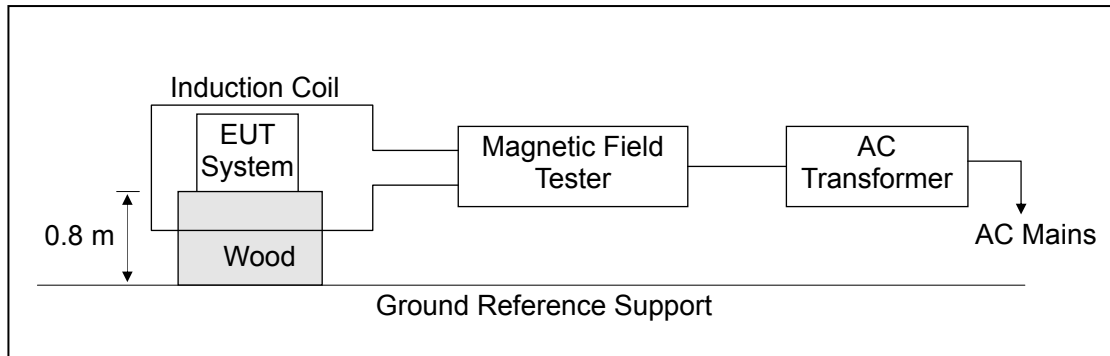 Induction Coil
EUT
System
Magnetic Field
Tester
AC
Transformer
0.8 m
Wood
AC Mains
Ground Reference Support